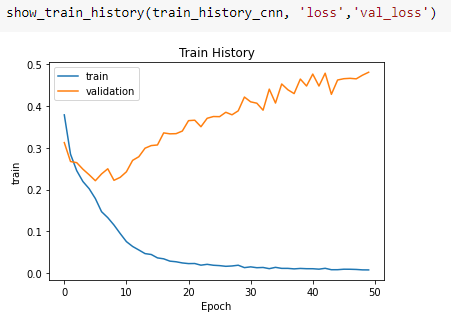 show_train_history(train_history_cnn, 'loss','val_loss')
Train History
train
validation
0.5
0.4
0.3
0.2
0.1
0.0
train
0
10
20
30
40
50
Epoch